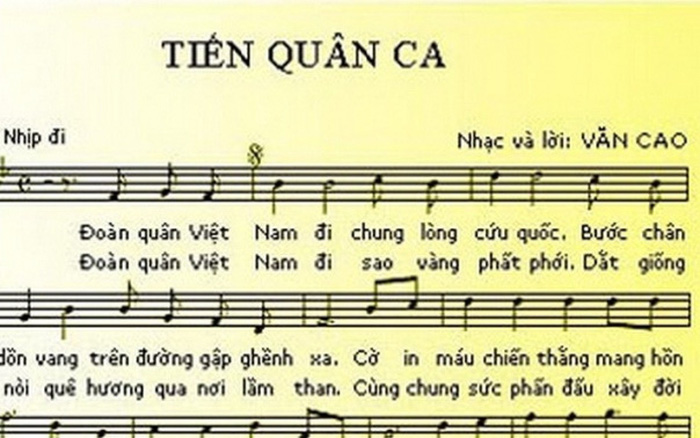 TIẾN QUÂN CA
Nhịp đi
Nhạc và lời: VĂN CAO
Đoàn quân Việt Nam đi chung lòng cứu quốc. Bước chân
Đoàn quân Việt Nam đi sao vàng phất phới. Dắt giống
dồn vang trên đường gập ghềnh xa. Cờ in máu chiến thắng mang hồn
nòi quê hương qua nơi lầm than. Cùng chung sức phấn đấu xây đời